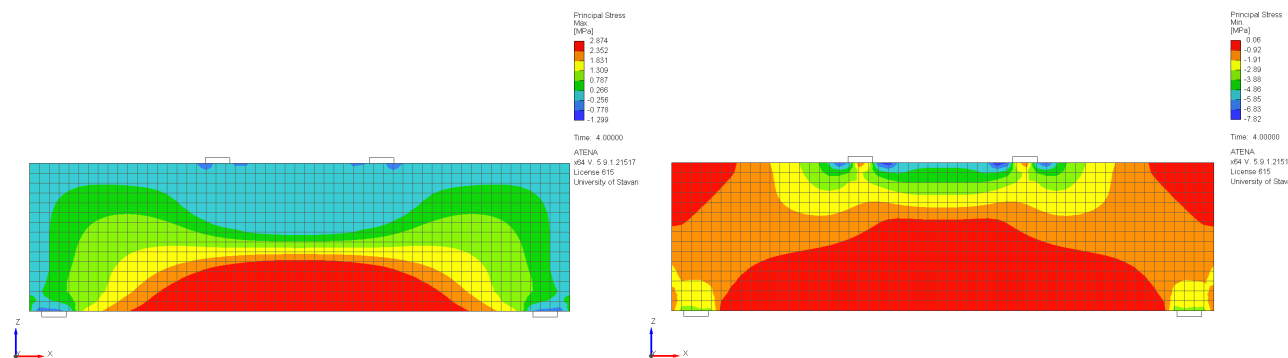 Principal Stress
Max.
[MPa]
2.874
2.352
1.831
1.309
0.787
0.266
-0.256
-0.778
-1.299
Time: 4.00000
ATENA
x64 V. 5.9.1.21517
License 615
University of Stavan
Z
X
Principal Stress
Min.
[MPa]
0.06
-0.92
-1.91
-2.89
-3.88
-4.86
-5.85
-6.83
-7.82
Time: 4.00000
ATENA
x64 V. 5.9.1.2151
License 615
University of Stav
Z
X